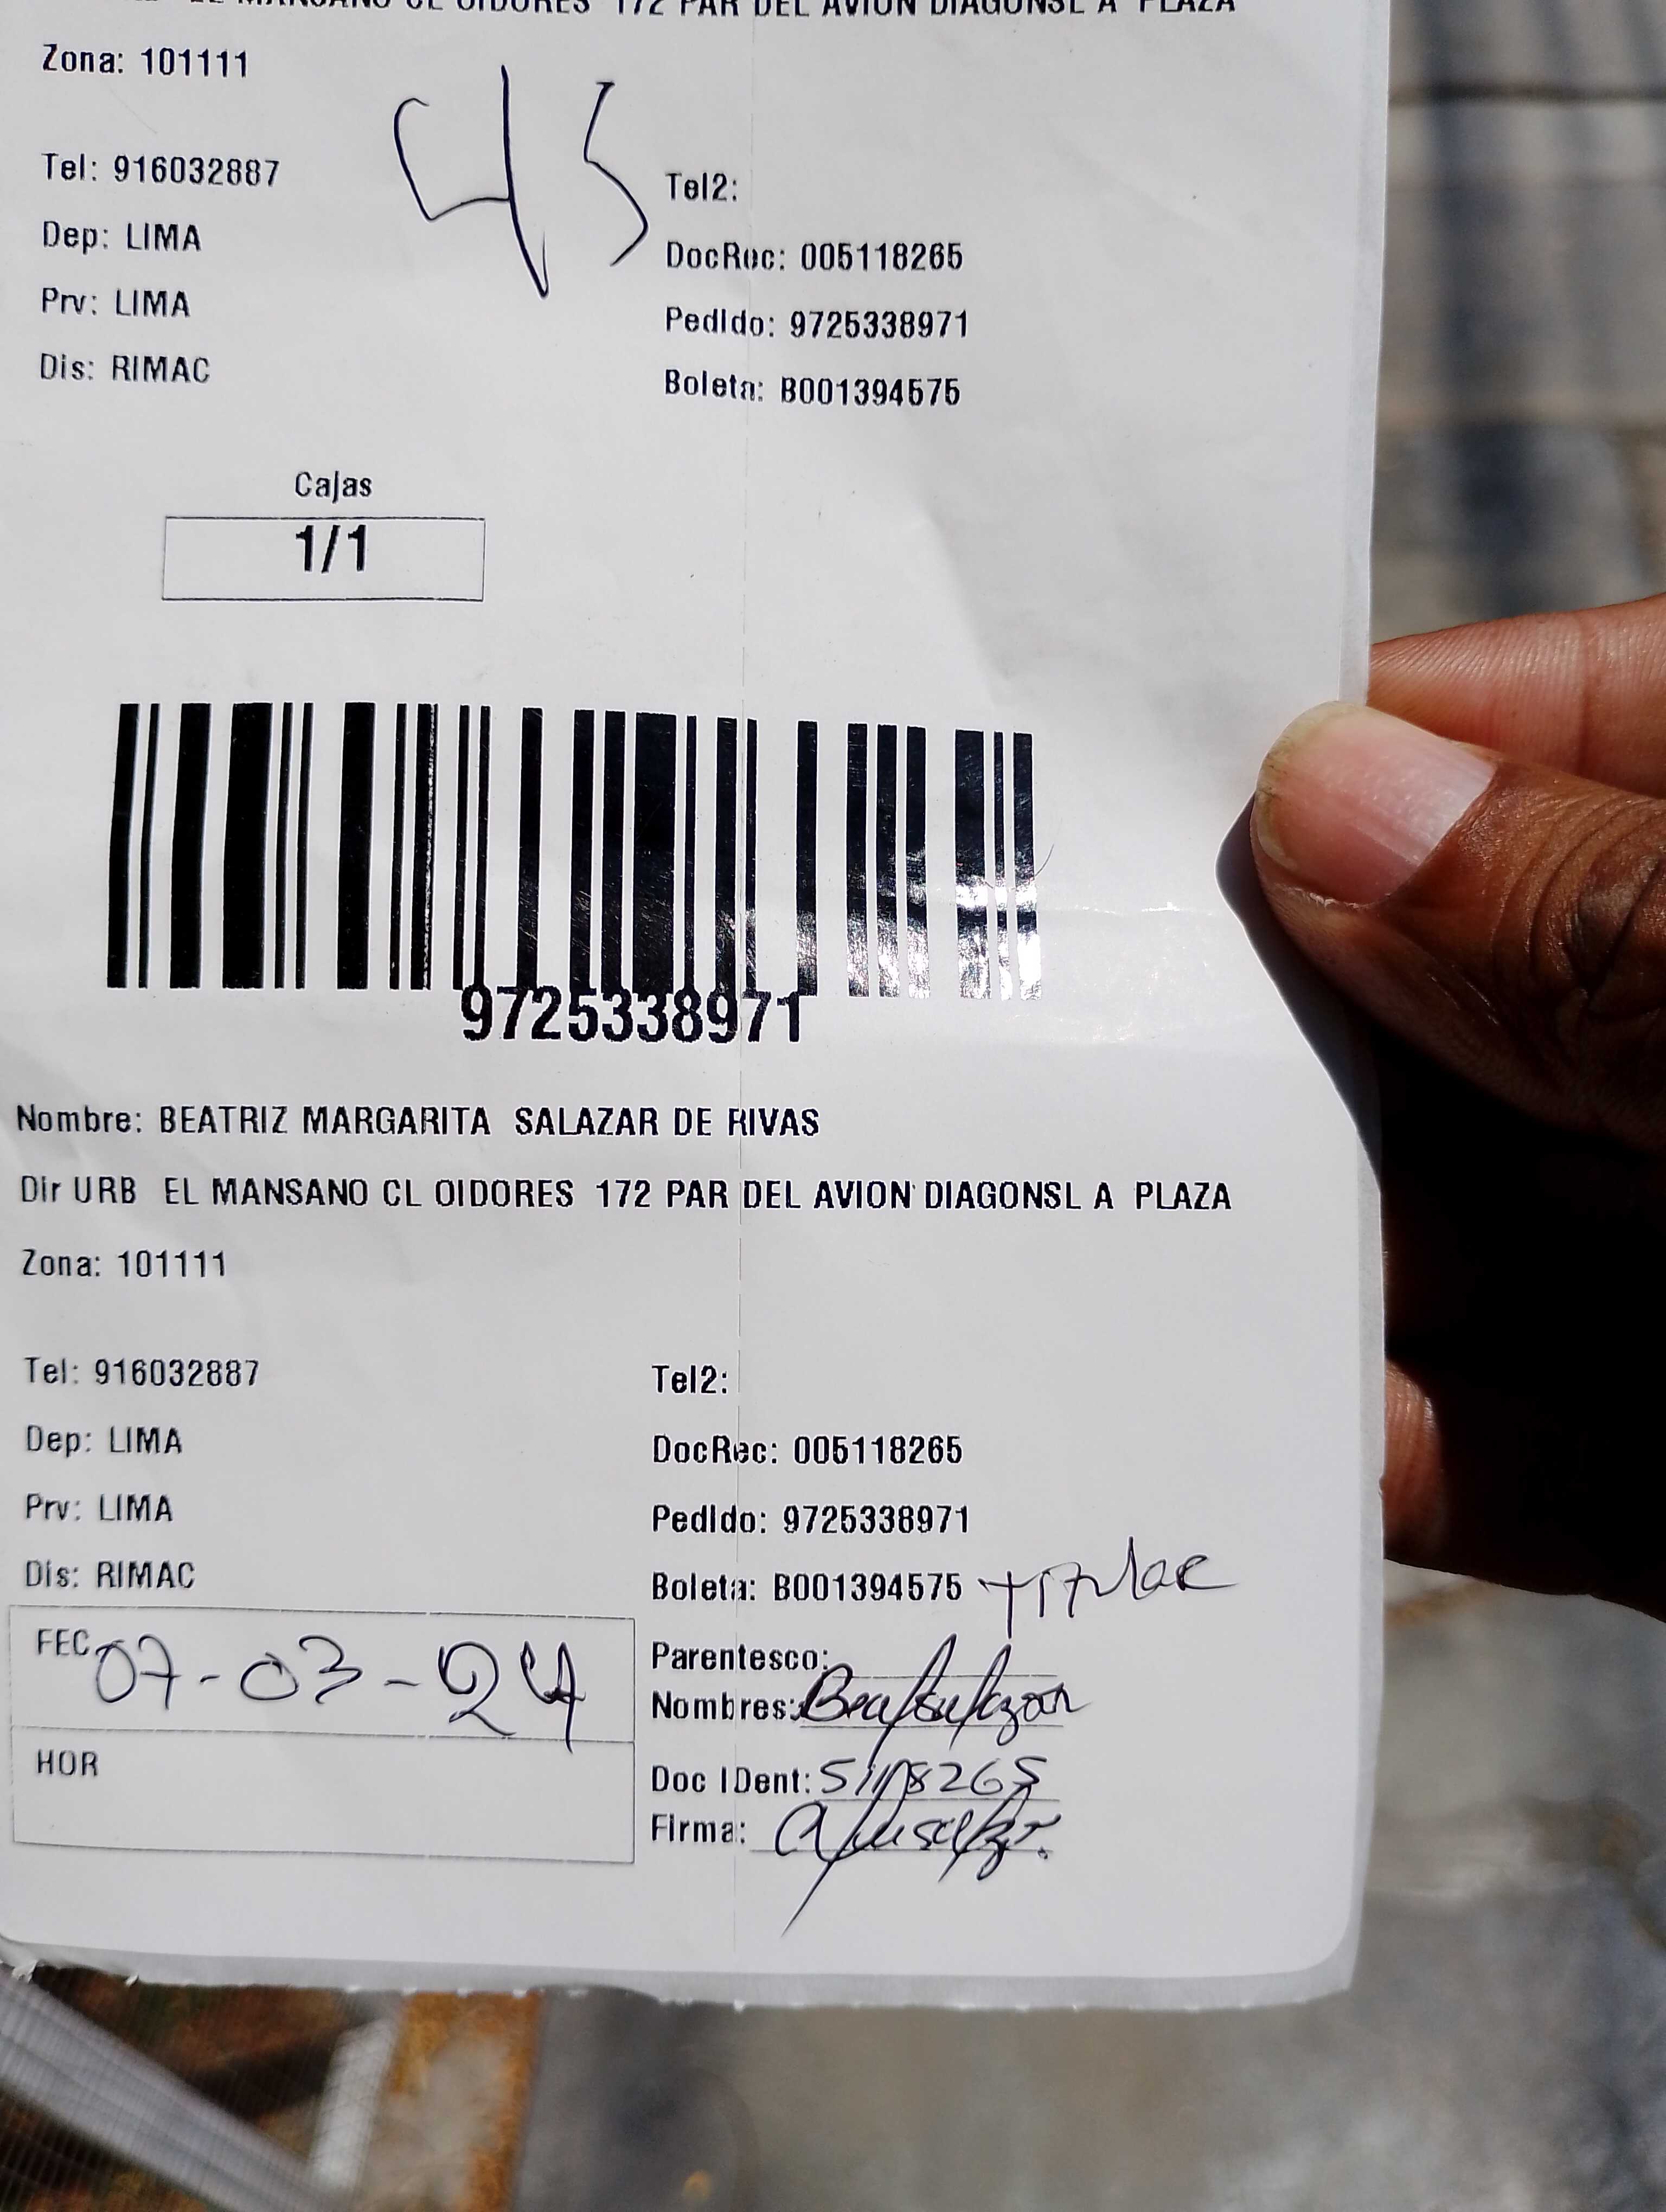 EL MANSANO CL OIDORES 172 PAR DEL AVION DIAGONSL A PLAZA
Zona: 101111
45
Tel: 916032887
Tel2:
Dep: LIMA
DocRec: 005118265
Prv: LIMA
Pedido: 9725338971
Dis: RIMAC
Boleta: B001394575
Cajas
1/1
9725338971
Nombre: BEATRIZ MARGARITA SALAZAR DE RIVAS
Dir URB EL MANSANO CL OIDORES 172 PAR DEL AVION DIAGONSL A PLAZA
Zona: 101111
Tel: 916032887
Tel2:
Dep: LIMA
DocRec: 005118265
Prv: LIMA
Pedido: 9725338971
Dis: RIMAC
Boleta: B001394575 titular
FEC 07-03-24
Parentesco:
Nombres: Beatsalazar
HOR
Doc IDent: 5118265
Firma: